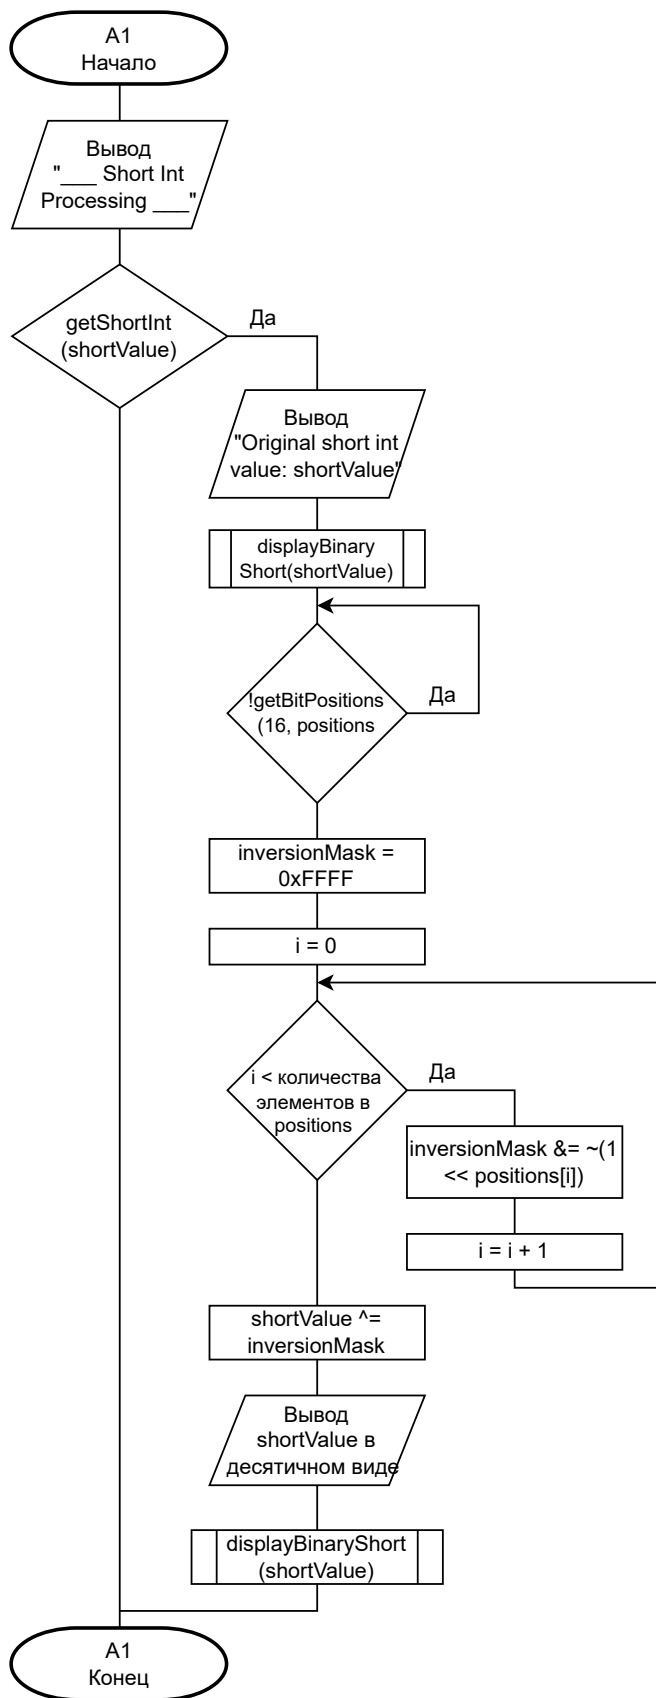 A1
Начало
Вывод
"___ Short Int
Processing ___"
getShortInt
(shortValue)
Да
Вывод
"Original short int
value: shortValue"
displayBinary
Short(shortValue)
!getBitPositions
(16, positions
Да
inversionMask =
0xFFFF
i = 0
i < количества
элементов в
positions
Да
inversionMask &= ~(1
<< positions[i])
i = i + 1
shortValue ^=
inversionMask
Вывод
shortValue в
десятичном виде
displayBinaryShort
(shortValue)
A1
Конец